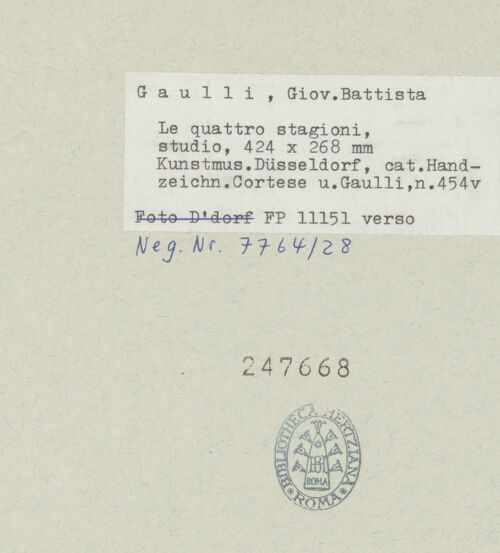 Gaulli, Giov.Battista
Le quattro stagioni,
studio, 424 x 268 mm
Kunstmus.Düsseldorf, cat.Hand-
zeichn.Cortese u.Gaulli,n.454v
Foto D'dorf FP 11151 verso
Neg. Nr. 7764/28
247668
BIBLIOTHECA HERTZIANA
ROMA
ROMA